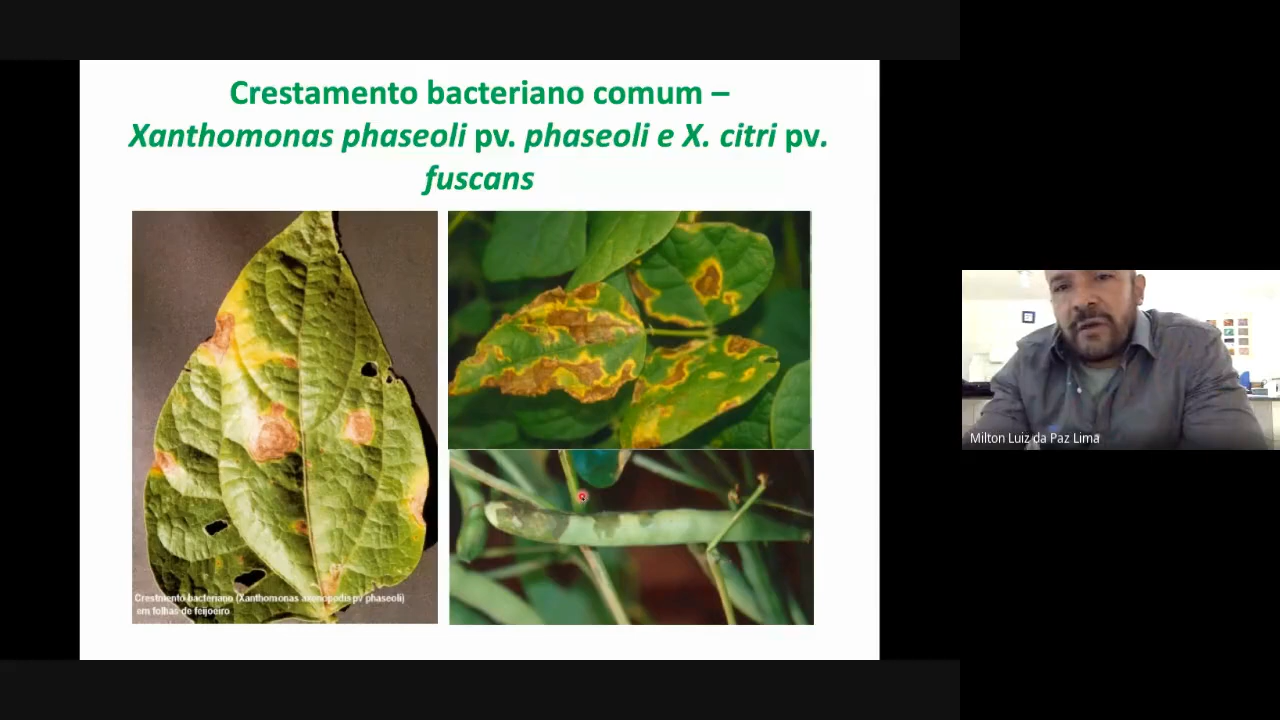 Crestamento bacteriano comum –
Xanthomonas phaseoli pv. phaseoli e X. citri pv.
fuscans
Crestmento bacteriano (Xanthomonas axonopodis pv phaseoli)
em folhas de feijoeiro
Milton Luiz da Paz Lima